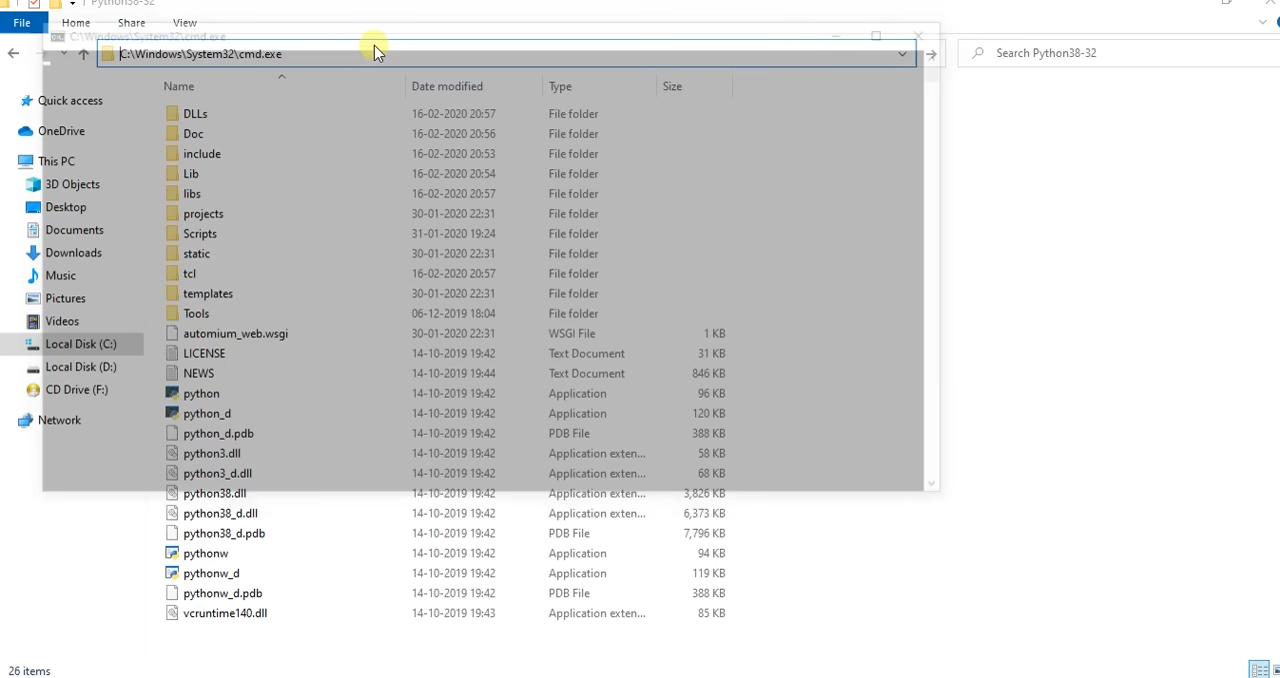 Python38-32
File Home Share View
C:\Windows\System32\cmd.exe
C:\Windows\System32\cmd.exe
Search Python38-32
Quick access
OneDrive
This PC
3D Objects
Desktop
Documents
Downloads
Music
Pictures
Videos
Local Disk (C:)
Local Disk (D:)
CD Drive (F:)
Network
Name Date modified Type Size
DLLs 16-02-2020 20:57 File folder
Doc 16-02-2020 20:56 File folder
include 16-02-2020 20:53 File folder
Lib 16-02-2020 20:54 File folder
libs 16-02-2020 20:57 File folder
projects 30-01-2020 22:31 File folder
Scripts 31-01-2020 19:24 File folder
static 30-01-2020 22:31 File folder
tcl 16-02-2020 20:57 File folder
templates 30-01-2020 22:31 File folder
Tools 06-12-2019 18:04 File folder
automium_web.wsgi 30-01-2020 22:31 WSGI File 1 KB
LICENSE 14-10-2019 19:42 Text Document 31 KB
NEWS 14-10-2019 19:44 Text Document 846 KB
python 14-10-2019 19:42 Application 96 KB
python_d 14-10-2019 19:42 Application 120 KB
python_d.pdb 14-10-2019 19:42 PDB File 388 KB
python3.dll 14-10-2019 19:42 Application exten... 58 KB
python3_d.dll 14-10-2019 19:42 Application exten... 68 KB
python38.dll 14-10-2019 19:42 Application exten... 3,826 KB
python38_d.dll 14-10-2019 19:42 Application exten... 6,373 KB
python38_d.pdb 14-10-2019 19:42 PDB File 7,796 KB
pythonw 14-10-2019 19:42 Application 94 KB
pythonw_d 14-10-2019 19:42 Application 119 KB
pythonw_d.pdb 14-10-2019 19:42 PDB File 388 KB
vcruntime140.dll 14-10-2019 19:43 Application exten... 85 KB
26 items